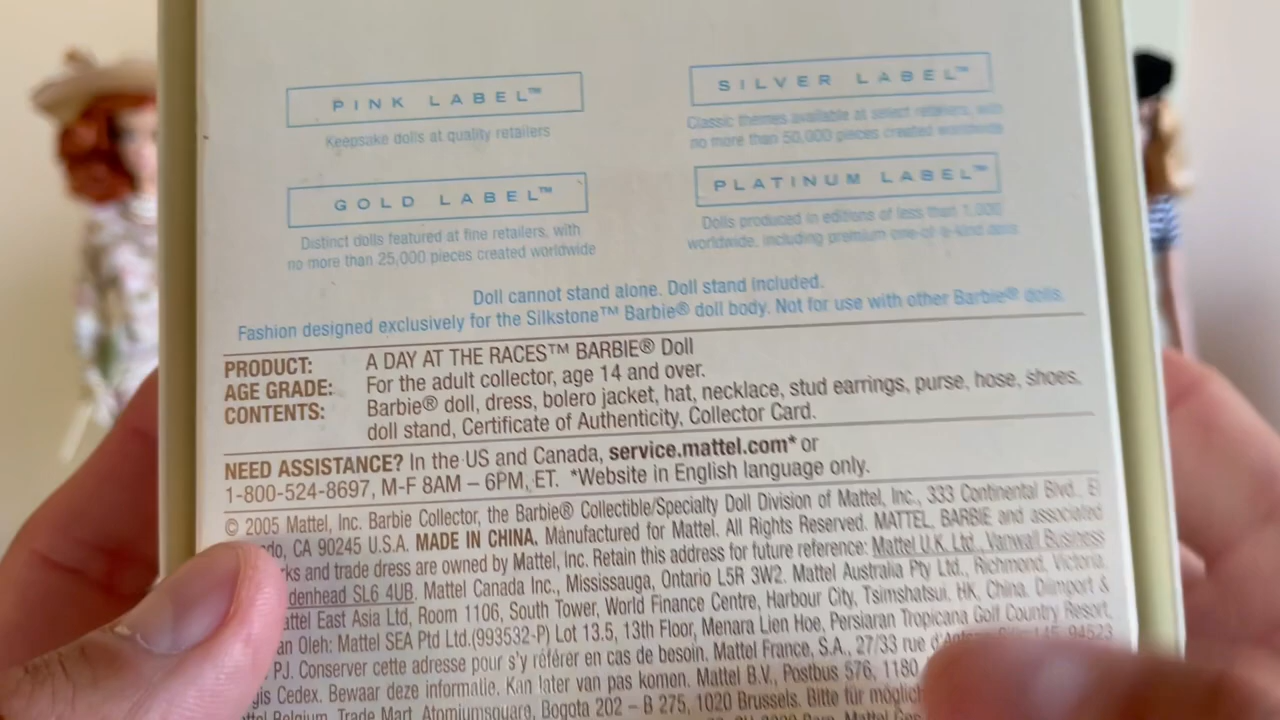 PINK LABEL™
Keepsake dolls at quality retailers
SILVER LABEL™
Classic themes available at select retailers, with
no more than 50,000 pieces created worldwide
GOLD LABEL™
Distinct dolls featured at fine retailers, with
no more than 25,000 pieces created worldwide
PLATINUM LABEL™
Dolls produced in editions of less than 1,000
worldwide, including premium one-of-a-kind dolls
Doll cannot stand alone. Doll stand included.
Fashion designed exclusively for the Silkstone™ Barbie® doll body. Not for use with other Barbie® dolls.
PRODUCT: A DAY AT THE RACES™ BARBIE® Doll
AGE GRADE: For the adult collector, age 14 and over.
CONTENTS: Barbie® doll, dress, bolero jacket, hat, necklace, stud earrings, purse, hose, shoes,
doll stand, Certificate of Authenticity, Collector Card.
NEED ASSISTANCE? In the US and Canada, service.mattel.com* or
1-800-524-8697, M-F 8AM – 6PM, ET. *Website in English language only.
© 2005 Mattel, Inc. Barbie Collector, the Barbie® Collectible/Specialty Doll Division of Mattel, Inc., 333 Continental Blvd., El
do, CA 90245 U.S.A. MADE IN CHINA. Manufactured for Mattel. All Rights Reserved. MATTEL, BARBIE and associated
rks and trade dress are owned by Mattel, Inc. Retain this address for future reference: Mattel U.K. Ltd., Vanwall Business
denhead SL6 4UB. Mattel Canada Inc., Mississauga, Ontario L5R 3W2. Mattel Australia Pty Ltd., Richmond, Victoria.
attel East Asia Ltd, Room 1106, South Tower, World Finance Centre, Harbour City, Tsimshatsui, HK, China. Diimport &
an Oleh: Mattel SEA Ptd Ltd.(993532-P) Lot 13.5, 13th Floor, Menara Lien Hoe, Persiaran Tropicana Golf Country Resort,
PJ. Conserver cette adresse pour s'y référer en cas de besoin. Mattel France, S.A., 27/33 rue 94523
gis Cedex. Bewaar deze informatie. Kan later van pas komen. Mattel B.V., Postbus 576, 1180
ttel Belgium, Trade Mart, Atomiumsquare, Bogota 202 – B 275, 1020 Brussels. Bitte für möglich